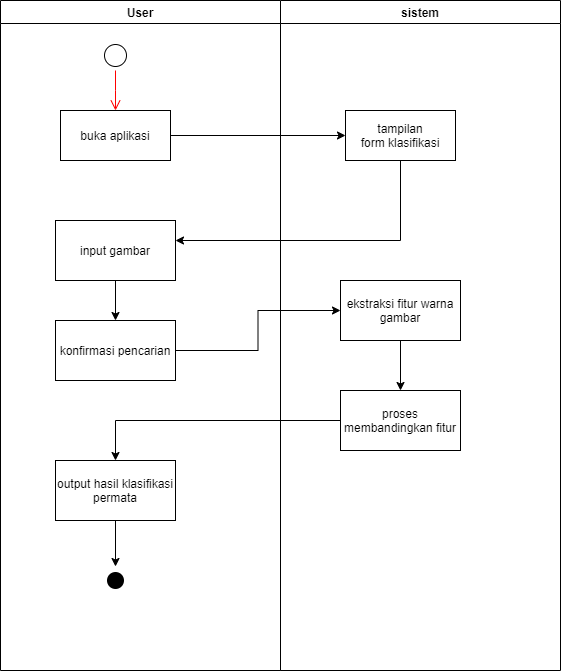 User
sistem
buka aplikasi
tampilan
form klasifikasi
input gambar
konfirmasi pencarian
ekstraksi fitur warna
gambar
proses
membandingkan fitur
output hasil klasifikasi
permata